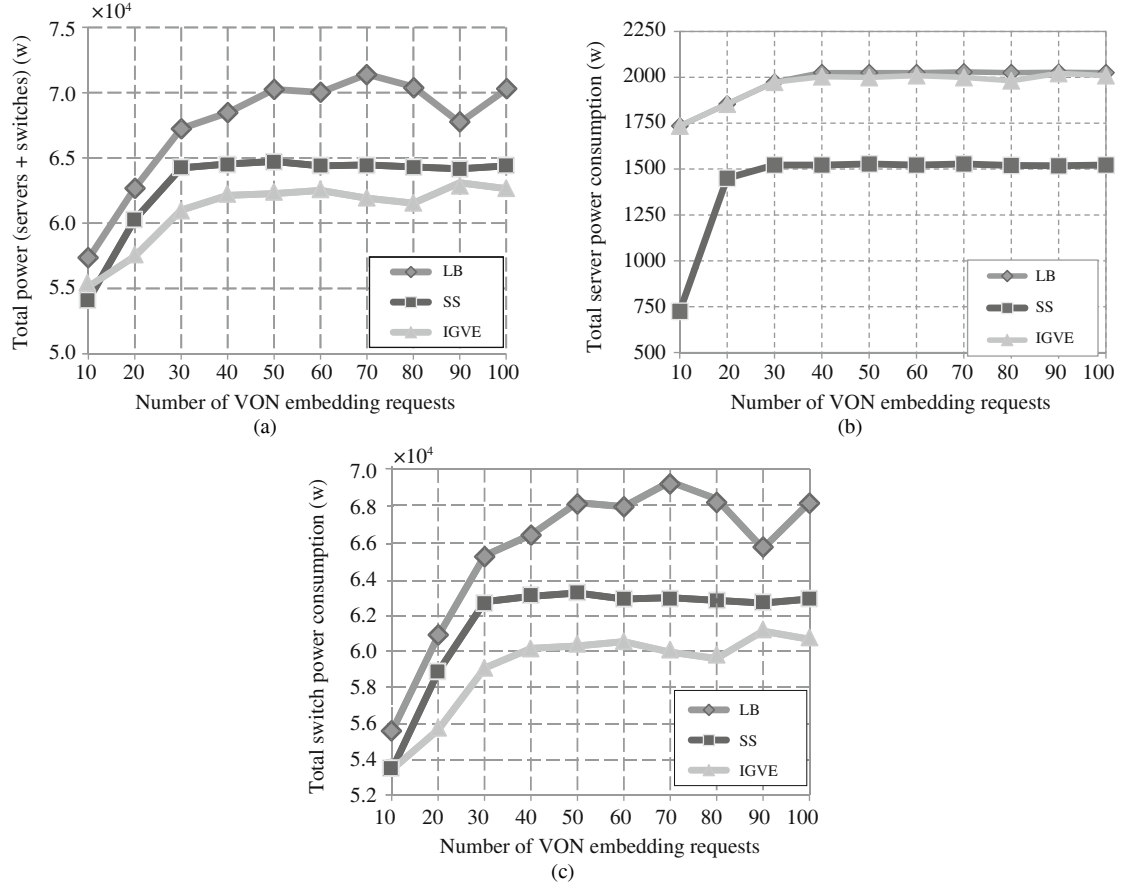 ×10⁴
Total power (servers + switches) (w)
7.5
7.0
6.5
6.0
5.5
5.0
LB
SS
IGVE
10 20 30 40 50 60 70 80 90 100
Number of VON embedding requests
(a)
Total server power consumption (w)
2250
2000
1750
1500
1250
1000
750
500
LB
SS
IGVE
10 20 30 40 50 60 70 80 90 100
Number of VON embedding requests
(b)
×10⁴
Total switch power consumption (w)
7.0
6.8
6.6
6.4
6.2
6.0
5.8
5.6
5.4
5.2
LB
SS
IGVE
10 20 30 40 50 60 70 80 90 100
Number of VON embedding requests
(c)